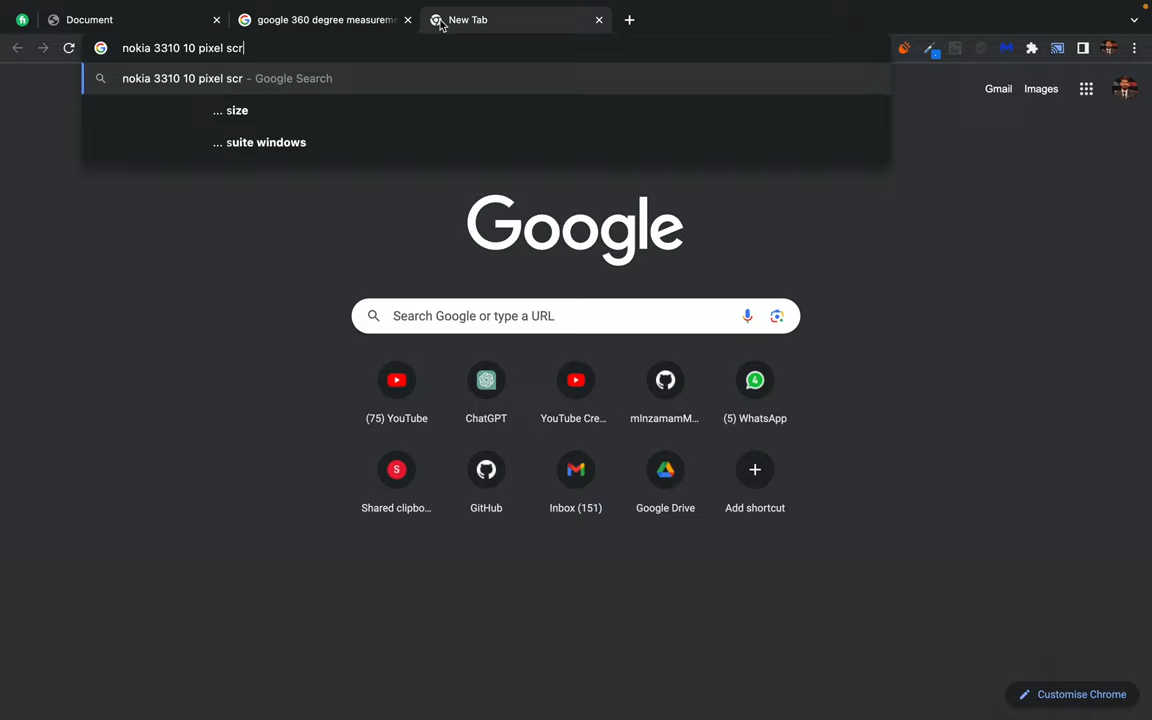 Document
google 360 degree measurem
New Tab
nokia 3310 10 pixel scr
nokia 3310 10 pixel scr - Google Search
... size
... suite windows
Gmail
Images
Google
Search Google or type a URL
(75) YouTube
ChatGPT
YouTube Cre...
mInzamamM...
(5) WhatsApp
Shared clipbo...
GitHub
Inbox (151)
Google Drive
Add shortcut
Customise Chrome